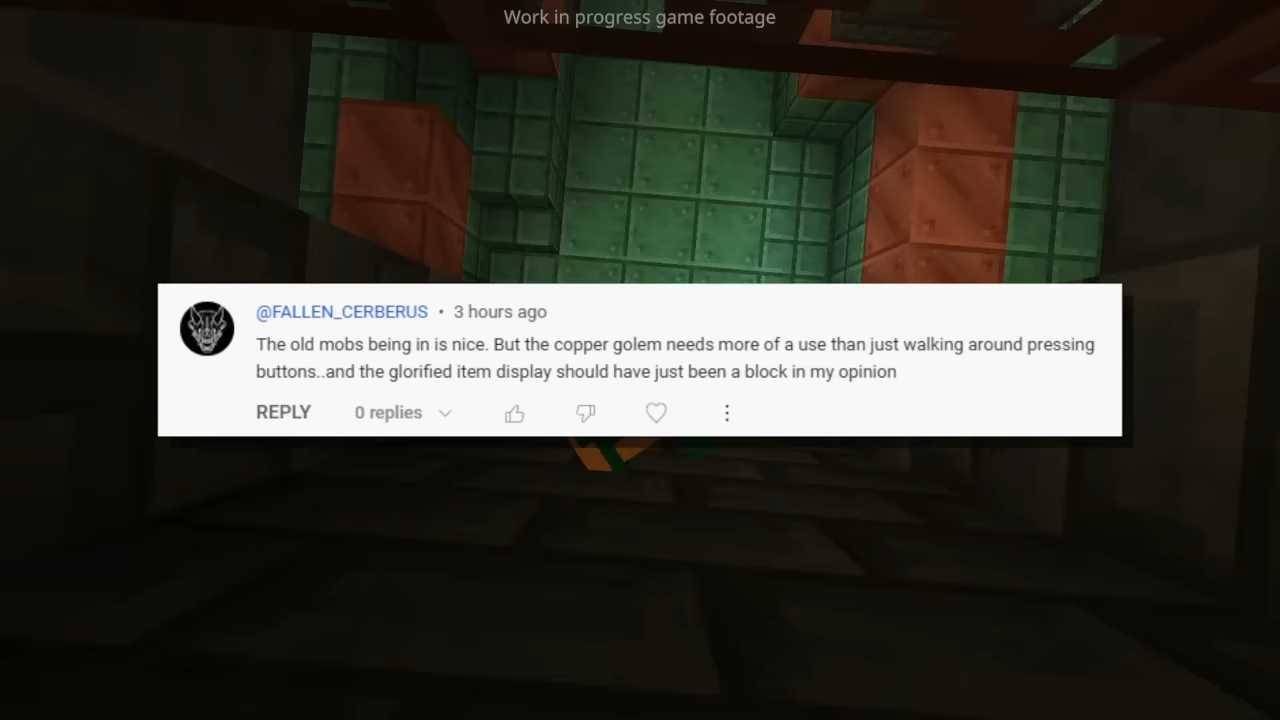 Work in progress game footage
@FALLEN_CERBERUS • 3 hours ago
The old mobs being in is nice. But the copper golem needs more of a use than just walking around pressing
buttons..and the glorified item display should have just been a block in my opinion
REPLY 0 replies